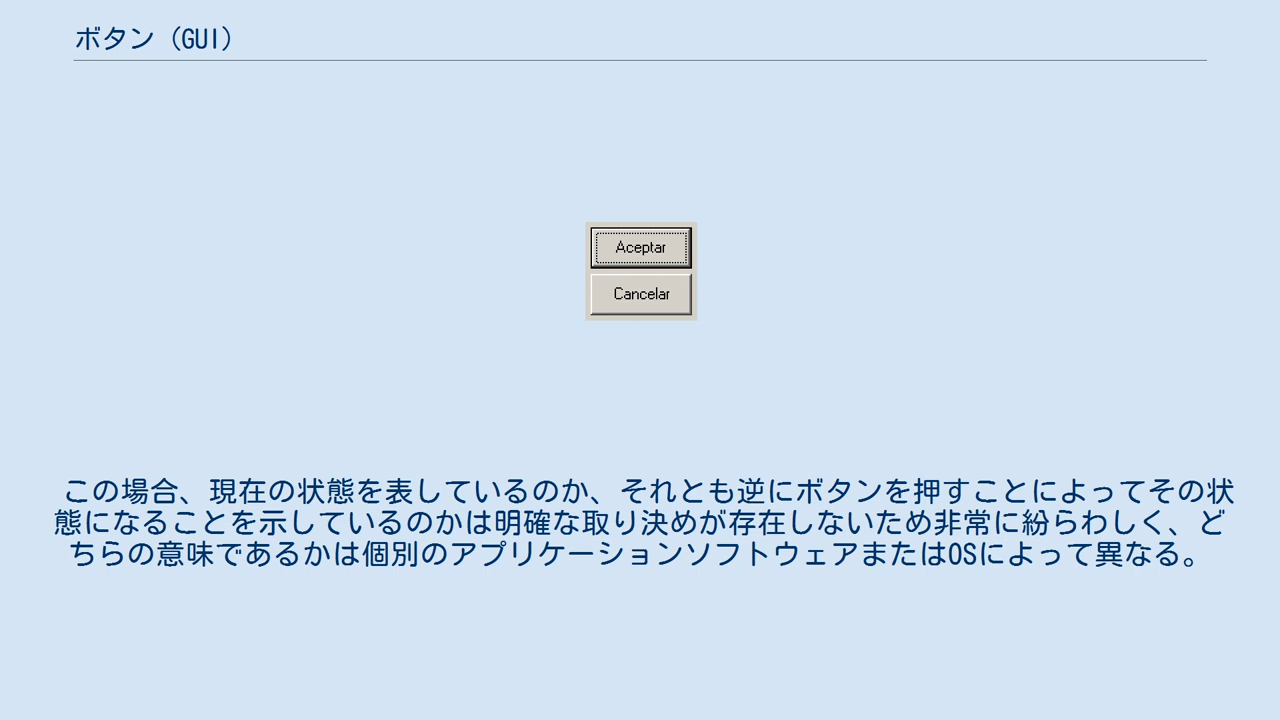 ボタン（GUI）
Aceptar
Cancelar
この場合、現在の状態を表しているのか、それとも逆にボタンを押すことによってその状
態になることを示しているのかは明確な取り決めが存在しないため非常に紛らわしく、ど
ちらの意味であるかは個別のアプリケーションソフトウェアまたはOSによって異なる。